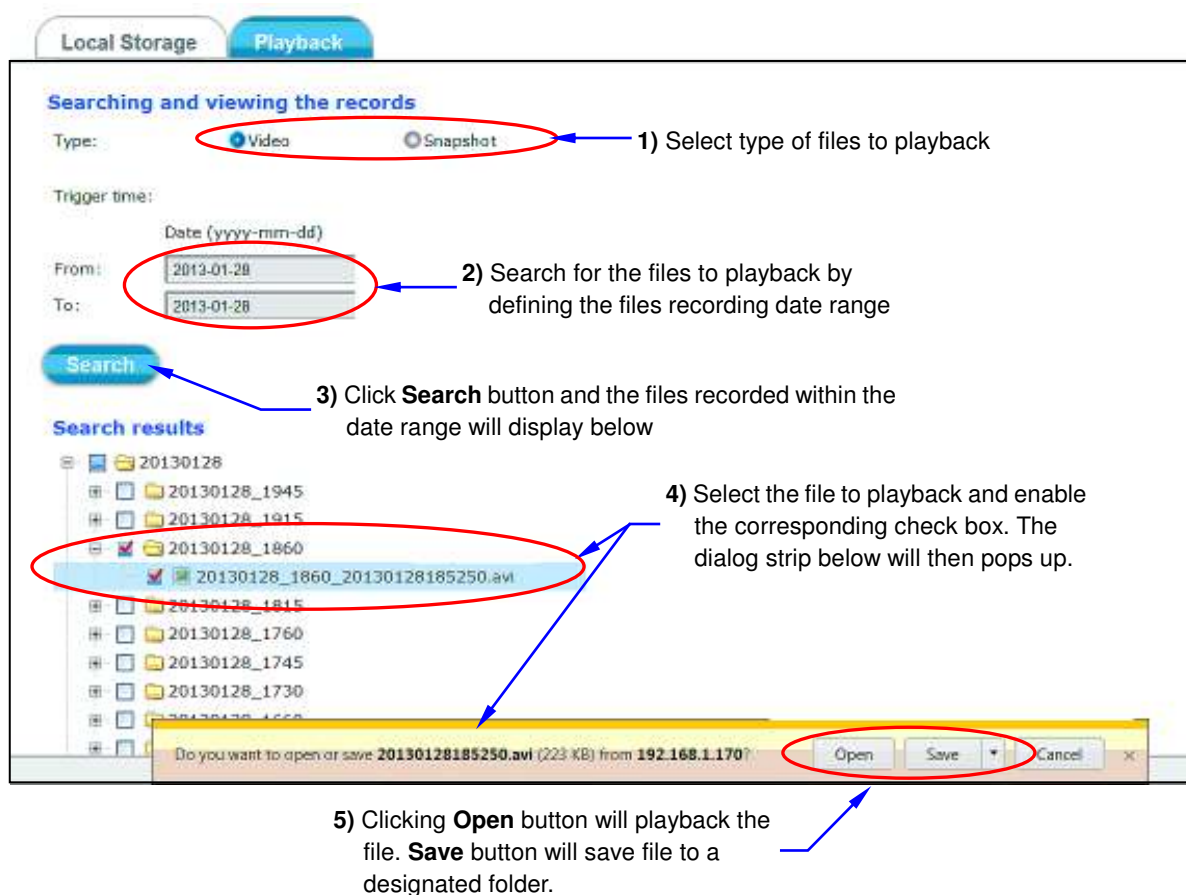 Local Storage
Playback
Searching and viewing the records
Type: Video Snapshot
1) Select type of files to playback
Trigger time:
Date (yyyy-mm-dd)
From: 2013-01-28
To: 2013-01-28
2) Search for the files to playback by
defining the files recording date range
Search
3) Click Search button and the files recorded within the
date range will display below
Search results
20130128
20130128_1945
20130128_1915
20130128_1860
20130128_1860_20130128185250.avi
20130128_1815
20130128_1760
20130128_1745
20130128_1730
4) Select the file to playback and enable
the corresponding check box. The
dialog strip below will then pops up.
Do you want to open or save 20130128185250.avi (223 KB) from 192.168.1.170?
Open
Save
Cancel
5) Clicking Open button will playback the
file. Save button will save file to a
designated folder.